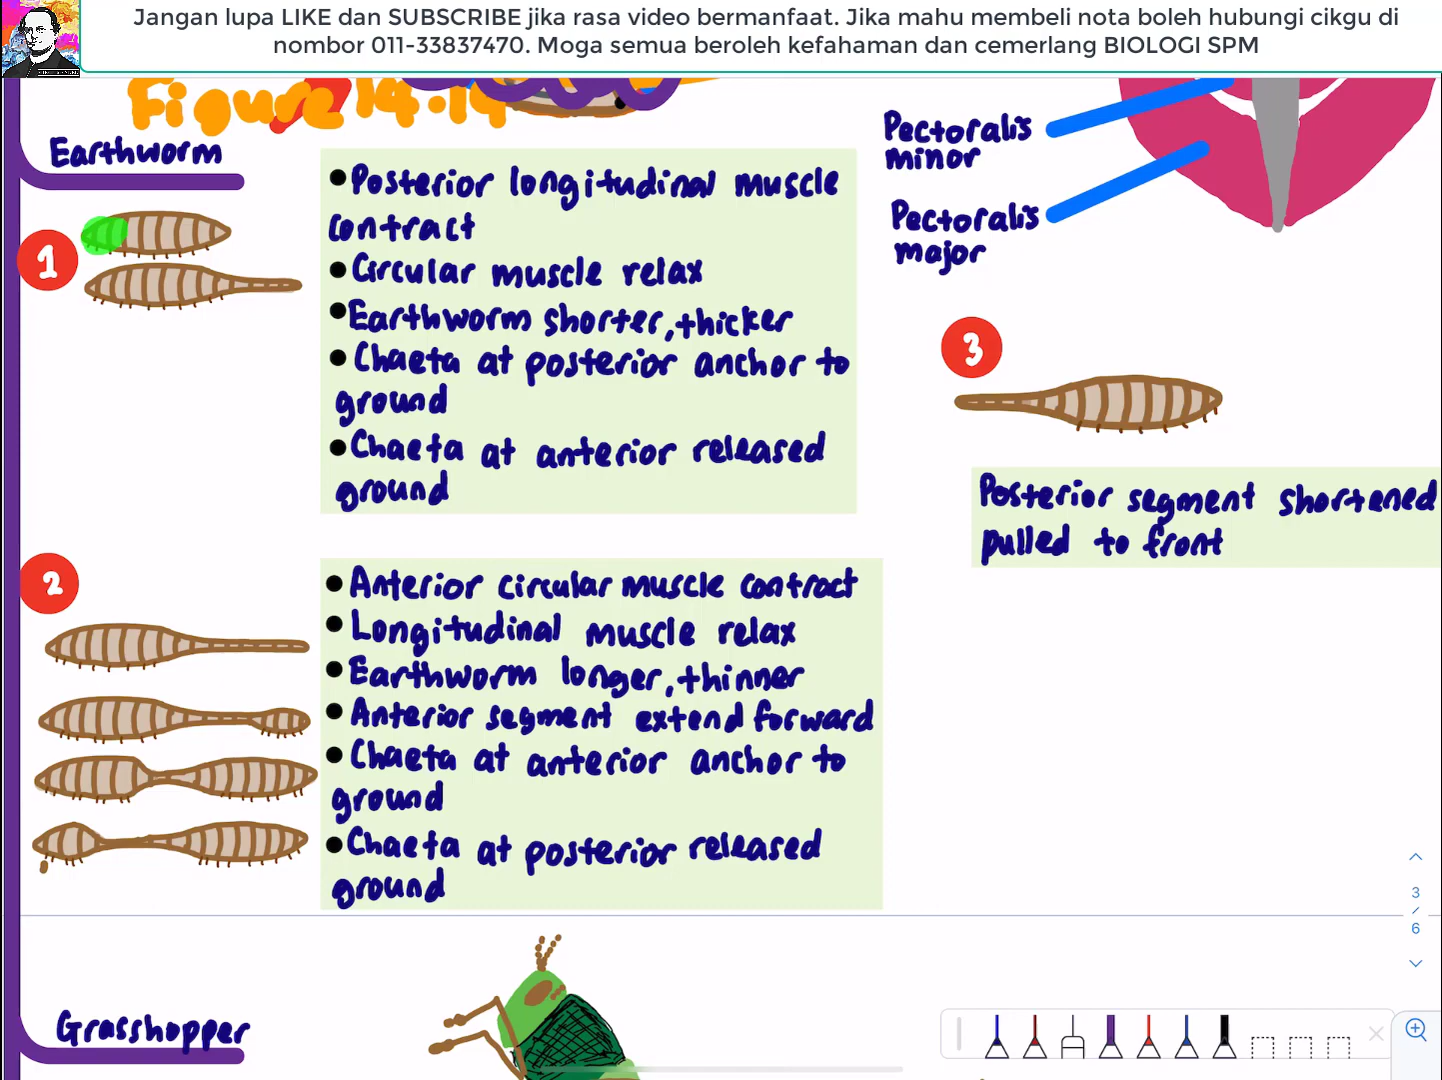 Jangan lupa LIKE dan SUBSCRIBE jika rasa video bermanfaat. Jika mahu membeli nota boleh hubungi cikgu di
nombor 011-33837470. Moga semua beroleh kefahaman dan cemerlang BIOLOGI SPM
Figure 14.14
Earthworm
1
• Posterior longitudinal muscle
contract
• Circular muscle relax
• Earthworm shorter, thicker
• Chaeta at posterior anchor to
ground
• Chaeta at anterior released
ground
2
• Anterior circular muscle contract
• Longitudinal muscle relax
• Earthworm longer, thinner
• Anterior segment extend forward
• Chaeta at anterior anchor to
ground
• Chaeta at posterior released
ground
Pectoralis
minor
Pectoralis
major
3
Posterior segment shortened
pulled to front
Grasshopper
3
/
6